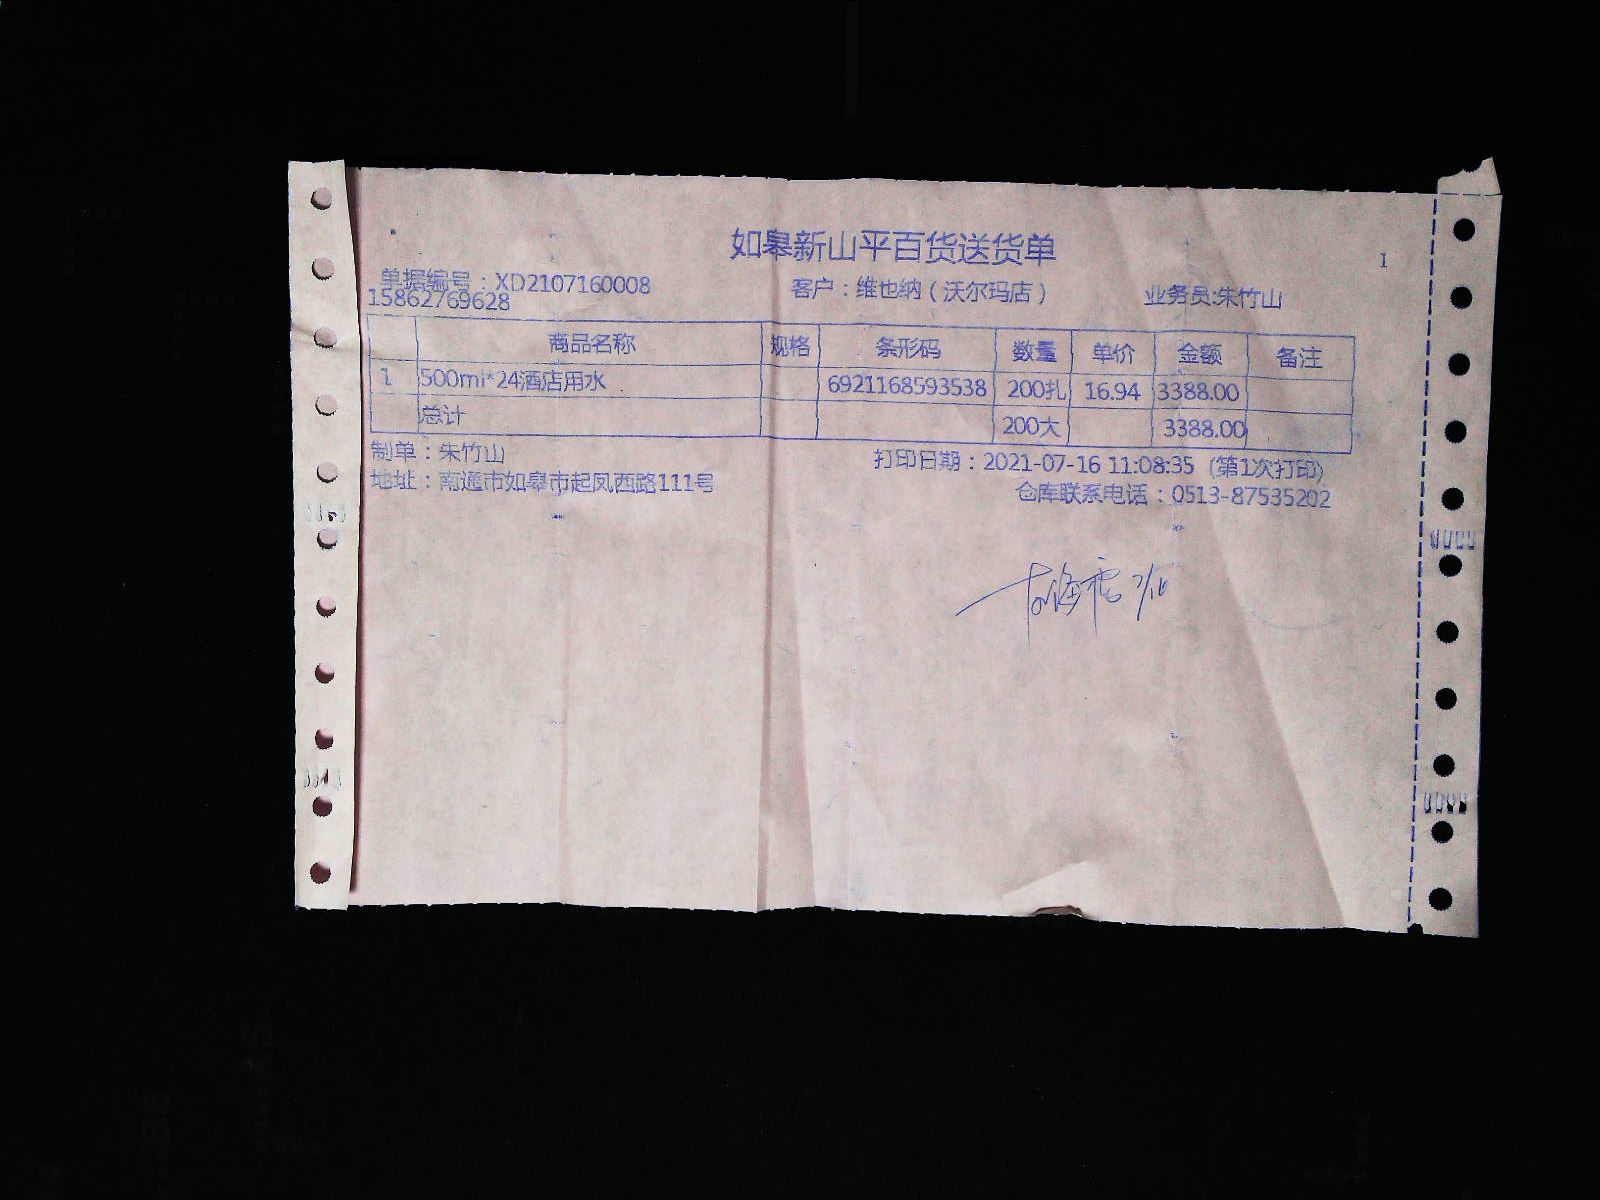 如皋新山平百货送货单
1
单据编号：XD2107160008 客户：维也纳（沃尔玛店） 业务员:朱竹山
15862769628
商品名称 规格 条形码 数量 单价 金额 备注
1 500ml*24酒店用水 6921168593538 200扎 16.94 3388.00
总计 200大 3388.00
制单：朱竹山 打印日期：2021-07-16 11:08:35 (第1次打印)
地址：南通市如皋市起凤西路111号 仓库联系电话：0513-87535202